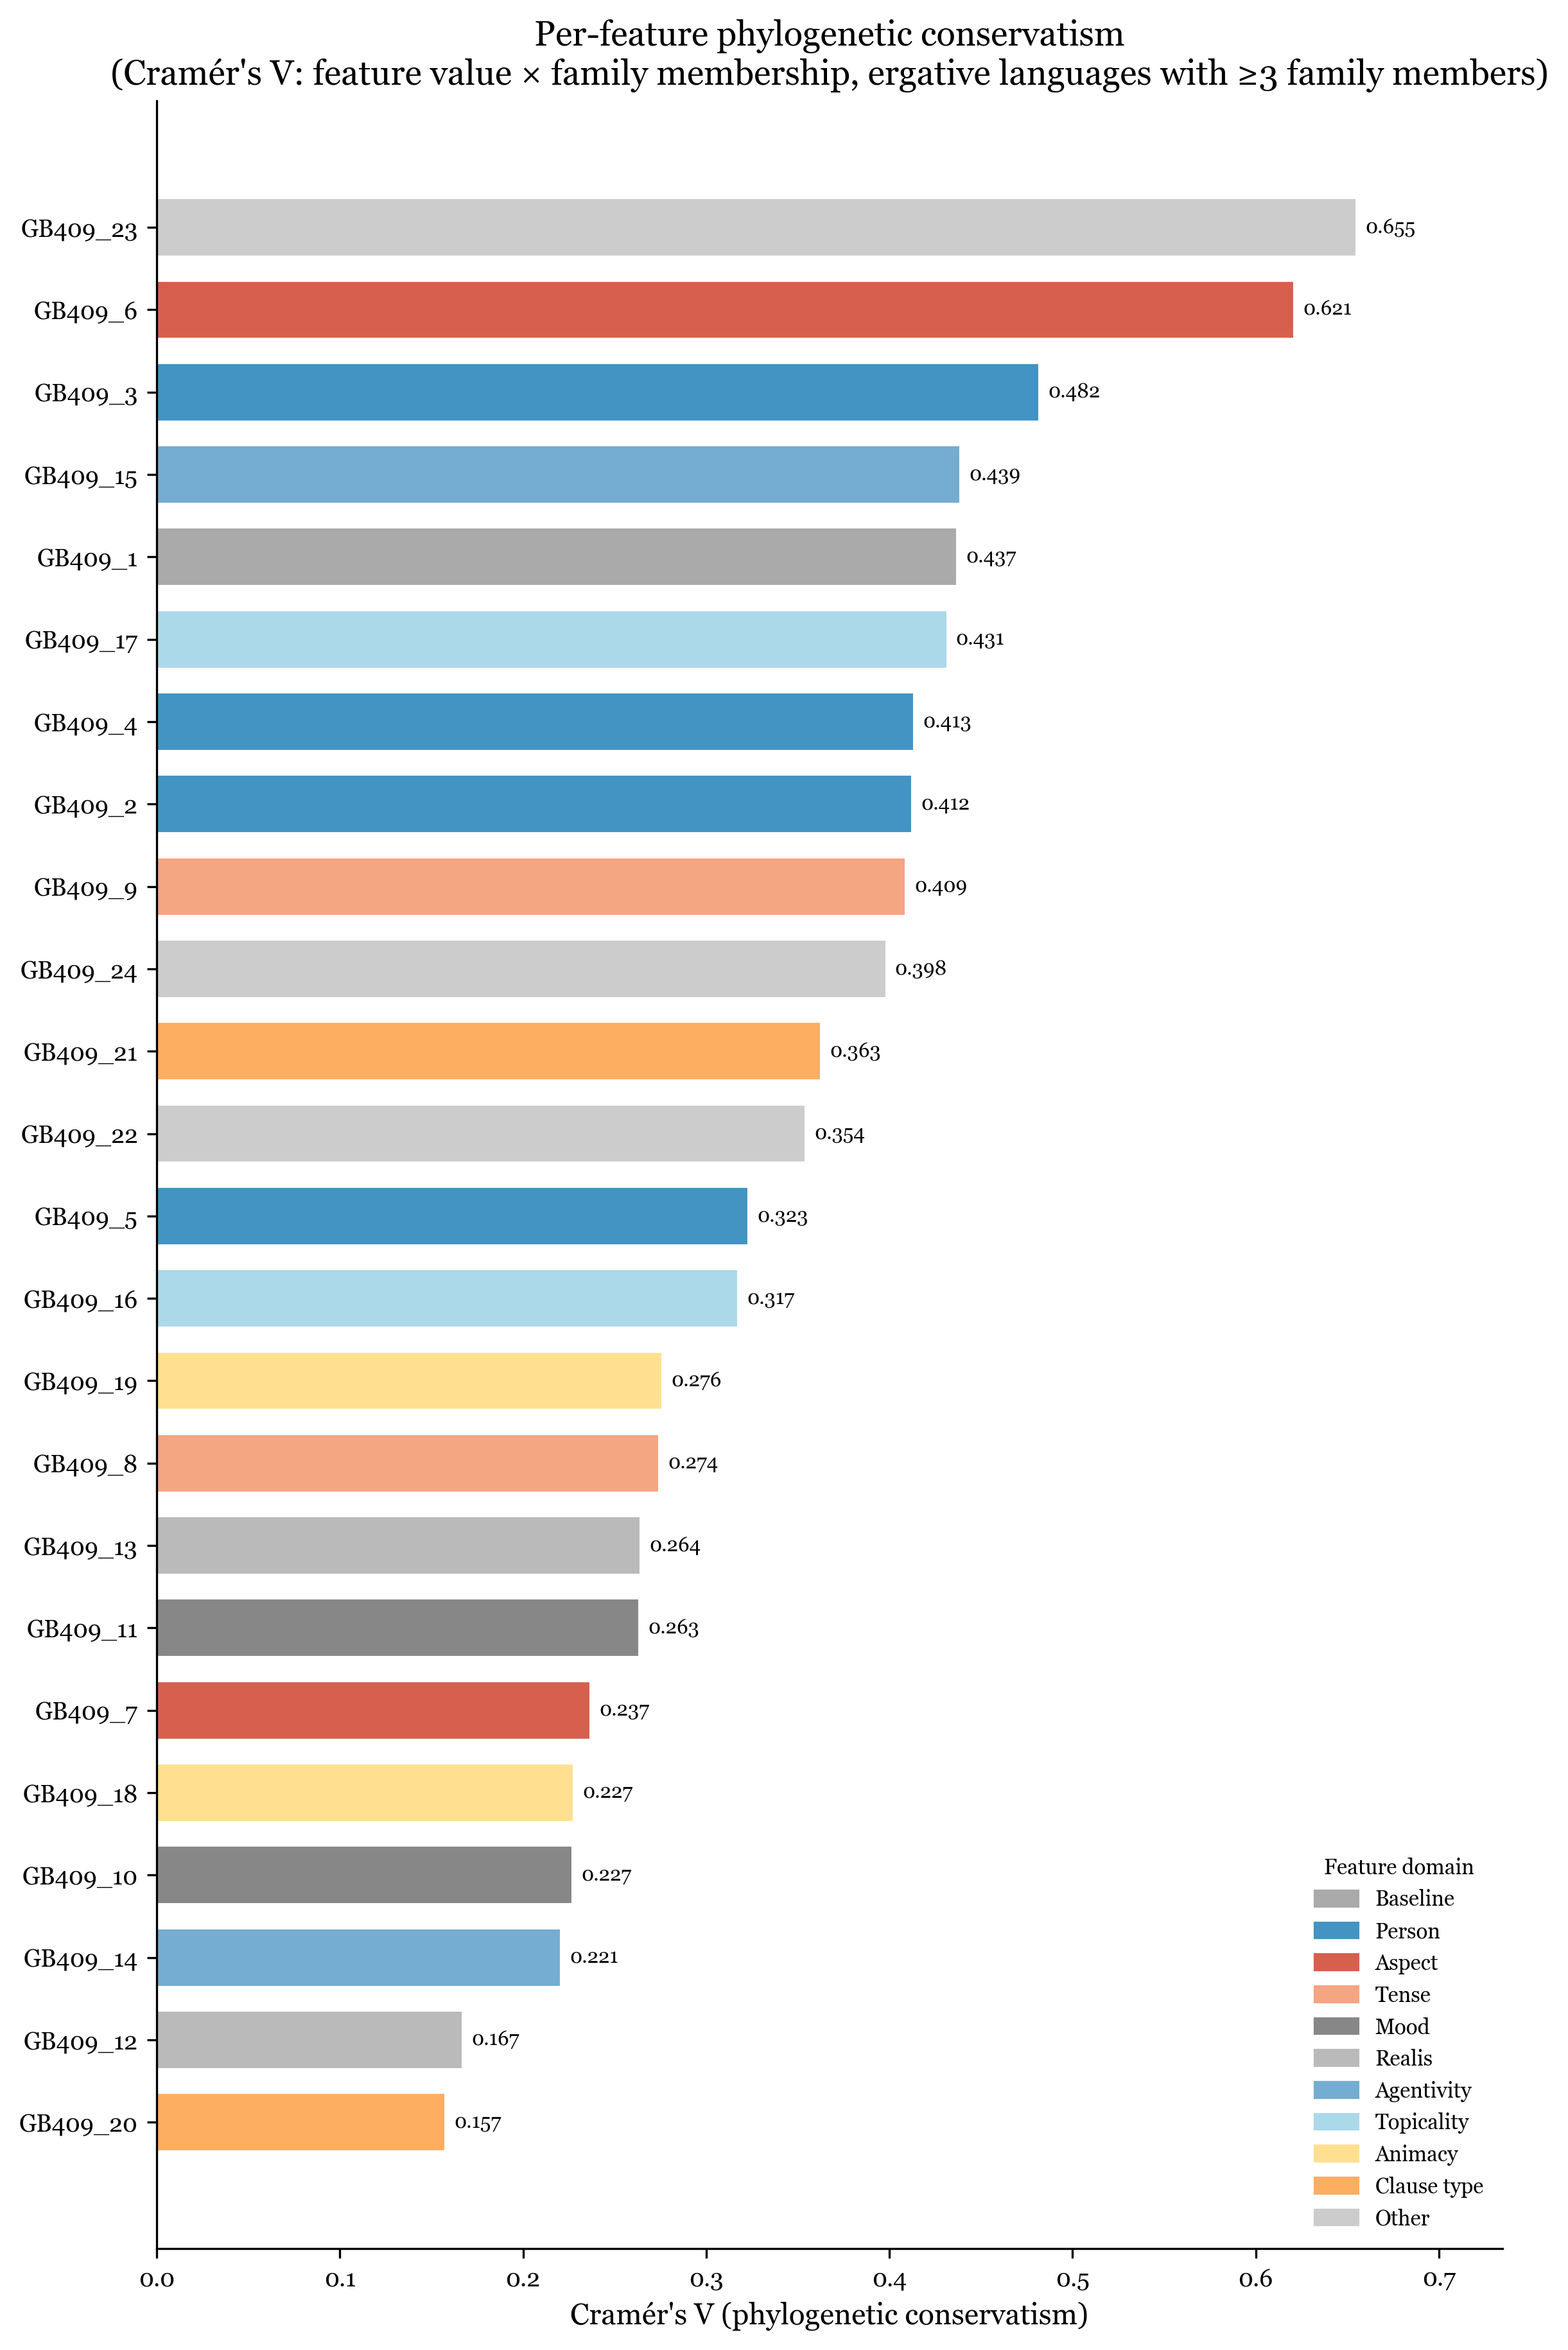 Per-feature phylogenetic conservatism
(Cramér's V: feature value × family membership, ergative languages with ≥3 family members)
GB409_23 0.655
GB409_6 0.621
GB409_3 0.482
GB409_15 0.439
GB409_1 0.437
GB409_17 0.431
GB409_4 0.413
GB409_2 0.412
GB409_9 0.409
GB409_24 0.398
GB409_21 0.363
GB409_22 0.354
GB409_5 0.323
GB409_16 0.317
GB409_19 0.276
GB409_8 0.274
GB409_13 0.264
GB409_11 0.263
GB409_7 0.237
GB409_18 0.227
GB409_10 0.227
GB409_14 0.221
GB409_12 0.167
GB409_20 0.157
Feature domain
Baseline
Person
Aspect
Tense
Mood
Realis
Agentivity
Topicality
Animacy
Clause type
Other
0.0 0.1 0.2 0.3 0.4 0.5 0.6 0.7
Cramér's V (phylogenetic conservatism)